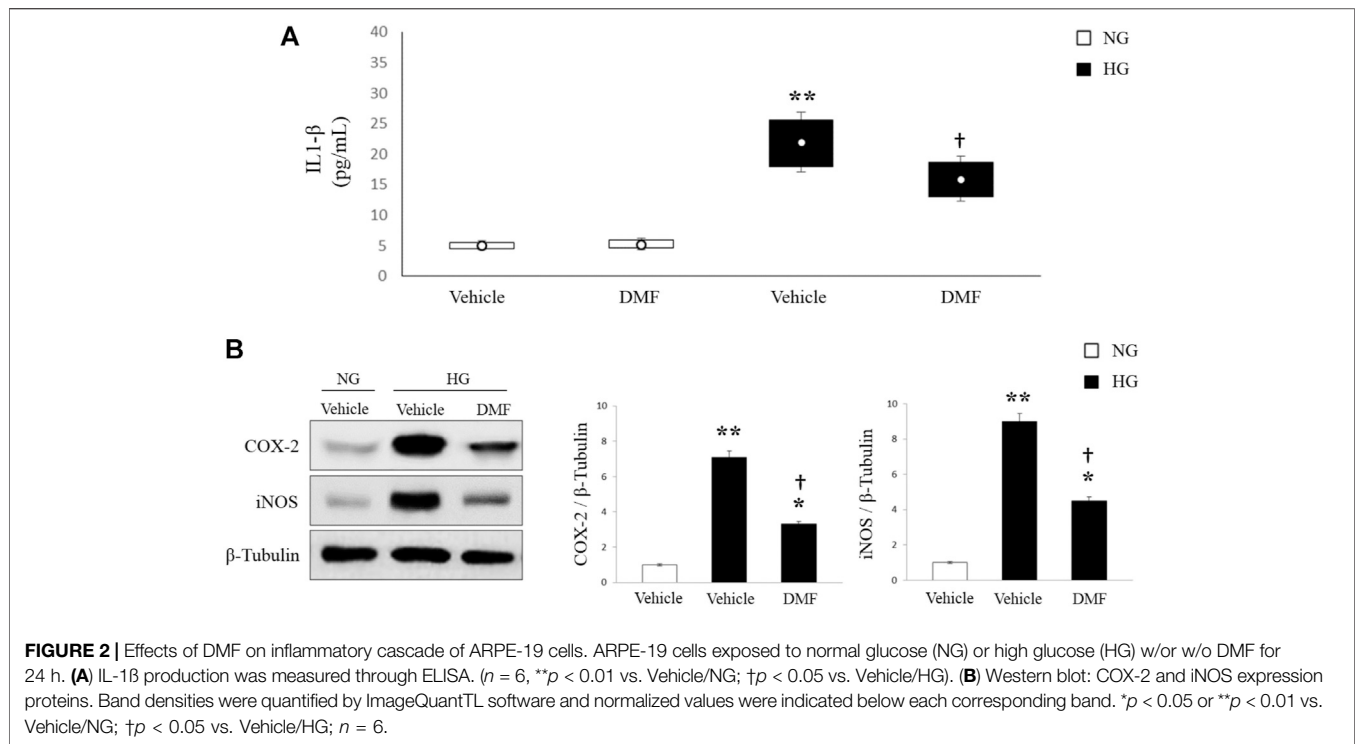 A
40
35
30
25
20
15
10
5
0
IL1-β
(pg/mL)
NG
HG
**
†
Vehicle
DMF
Vehicle
DMF
B
NG
HG
NG
HG
Vehicle
Vehicle
DMF
COX-2
iNOS
β-Tubulin
10
8
6
4
2
0
COX-2 / β-Tubulin
**
†
*
Vehicle
Vehicle
DMF
10
8
6
4
2
0
iNOS / β-Tubulin
**
†
*
Vehicle
Vehicle
DMF
FIGURE 2 | Effects of DMF on inflammatory cascade of ARPE-19 cells. ARPE-19 cells exposed to normal glucose (NG) or high glucose (HG) w/or w/o DMF for
24 h. (A) IL-1ß production was measured through ELISA. (n = 6, **p < 0.01 vs. Vehicle/NG; †p < 0.05 vs. Vehicle/HG). (B) Western blot: COX-2 and iNOS expression
proteins. Band densities were quantified by ImageQuantTL software and normalized values were indicated below each corresponding band. *p < 0.05 or **p < 0.01 vs.
Vehicle/NG; †p < 0.05 vs. Vehicle/HG; n = 6.